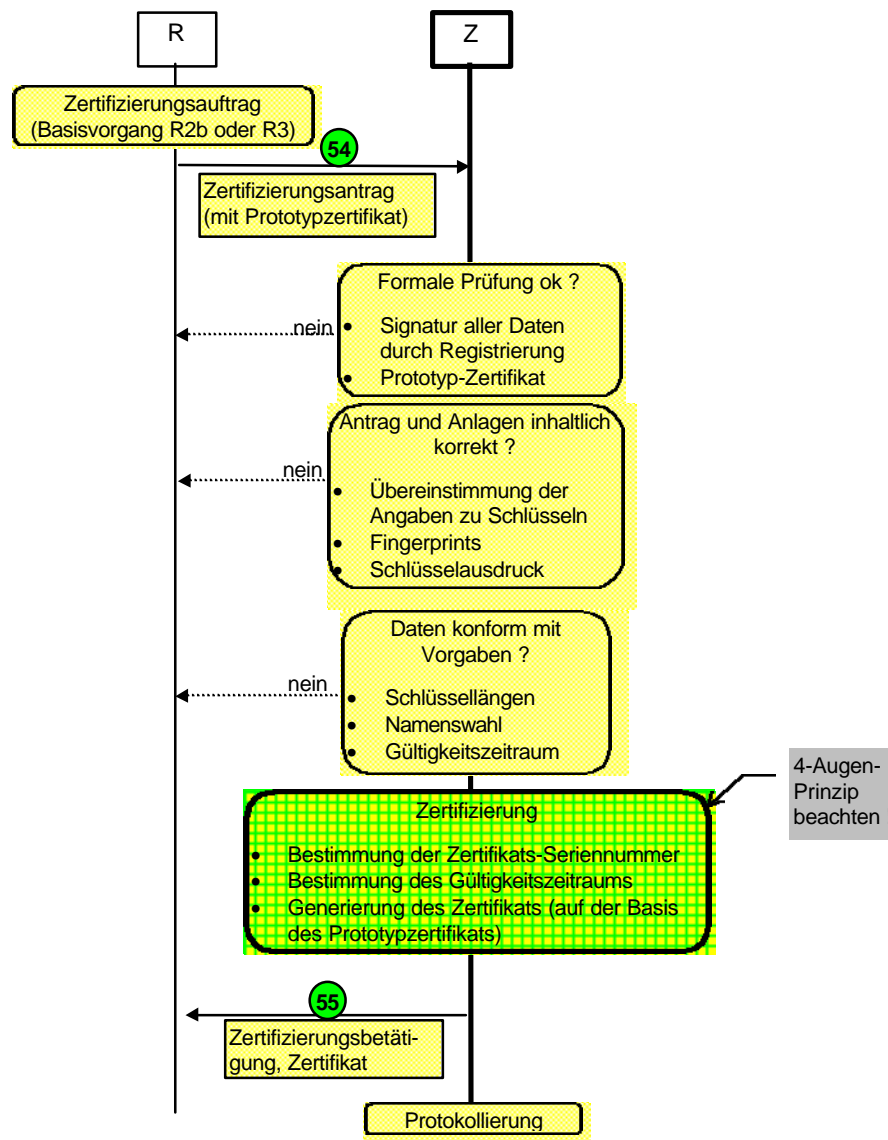 R
Z
Zertifizierungsauftrag
(Basisvorgang R2b oder R3)
54
Zertifizierungsantrag
(mit Prototypzertifikat)
Formale Prüfung ok ?
nein
• Signatur aller Daten
durch Registrierung
• Prototyp-Zertifikat
Antrag und Anlagen inhaltlich
korrekt ?
nein
• Übereinstimmung der
Angaben zu Schlüsseln
• Fingerprints
• Schlüsselausdruck
Daten konform mit
Vorgaben ?
nein
• Schlüssellängen
• Namenswahl
• Gültigkeitszeitraum
4-Augen-
Prinzip
beachten
Zertifizierung
• Bestimmung der Zertifikats-Seriennummer
• Bestimmung des Gültigkeitszeitraums
• Generierung des Zertifikats (auf der Basis
des Prototypzertifikats)
55
Zertifizierungsbetäti-
gung, Zertifikat
Protokollierung